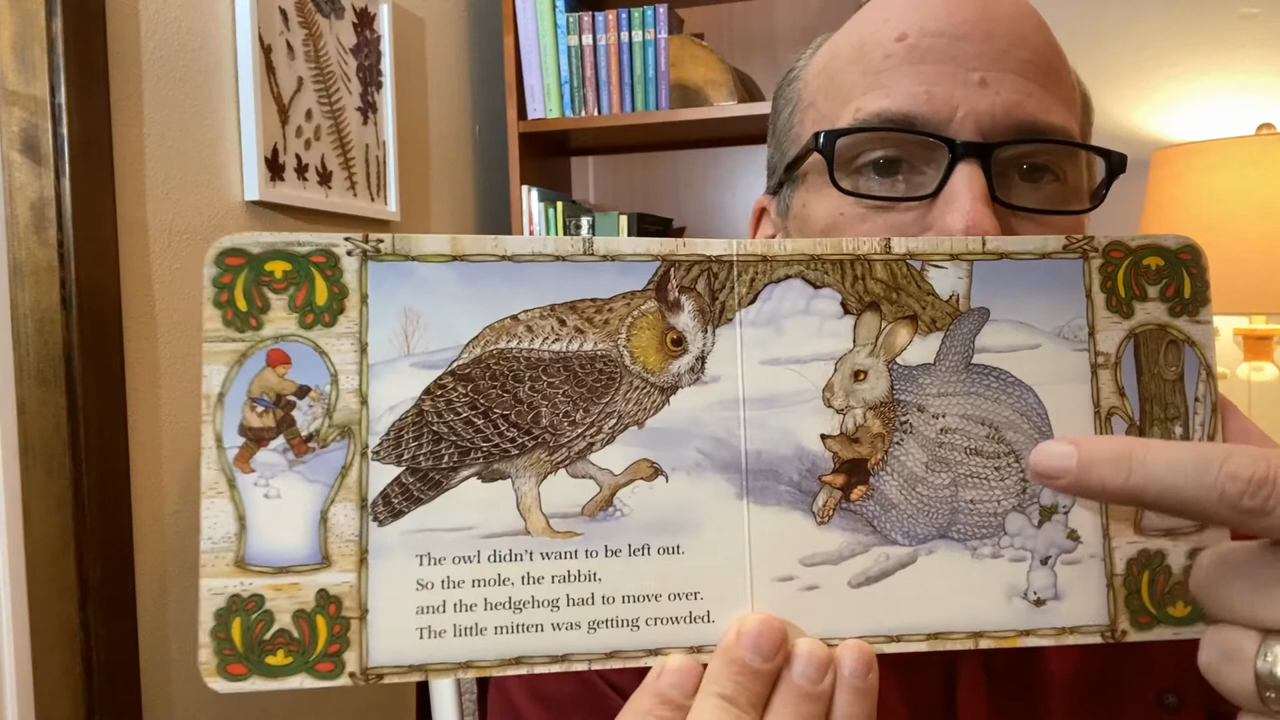 The owl didn't want to be left out.
So the mole, the rabbit,
and the hedgehog had to move over.
The little mitten was getting crowded.